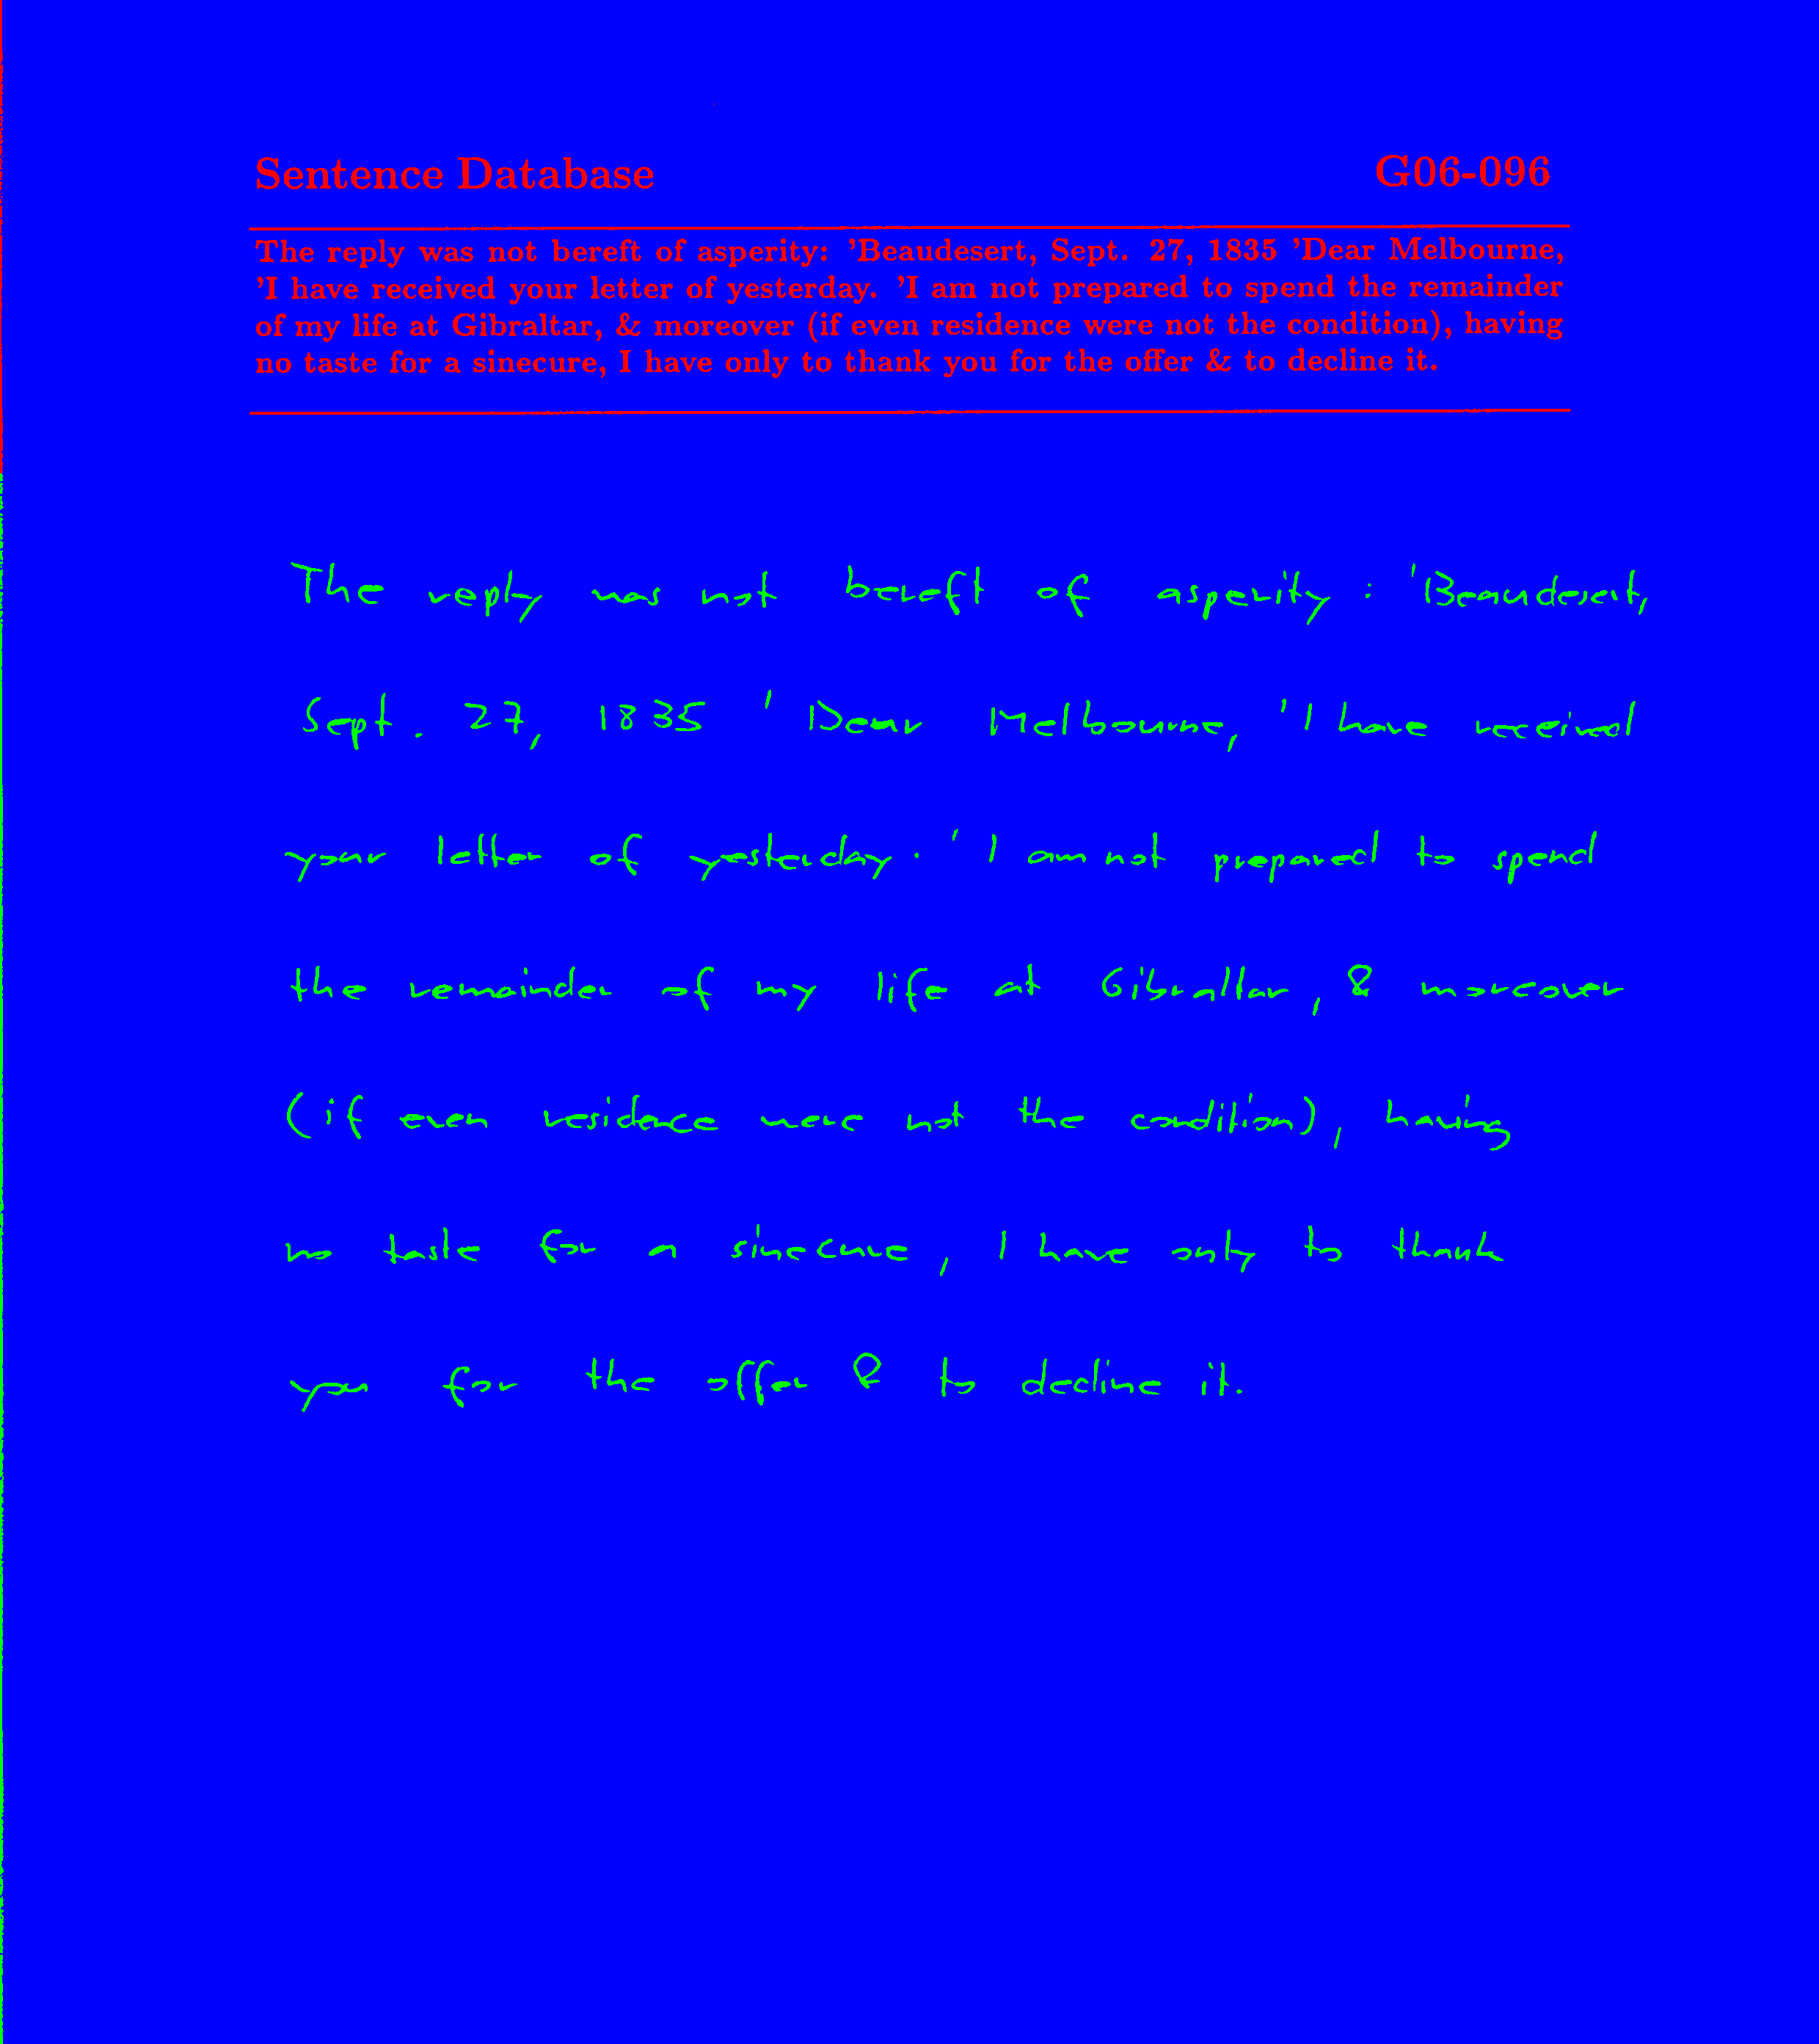 Sentence Database G06-096
The reply was not bereft of asperity: 'Beaudesert, Sept. 27, 1835 'Dear Melbourne,
'I have received your letter of yesterday. 'I am not prepared to spend the remainder
of my life at Gibraltar, & moreover (if even residence were not the condition), having
no taste for a sinecure, I have only to thank you for the offer & to decline it.
The reply was not bereft of asperity : 'Beaudesert,
Sept. 27, 1835 ' Dear Melbourne, 'I have received
your letter of yesterday. ' I am not prepared to spend
the remainder of my life at Gibraltar, & moreover
(if even residence were not the condition), having
no taste for a sinecure, I have only to thank
you for the offer & to decline it.